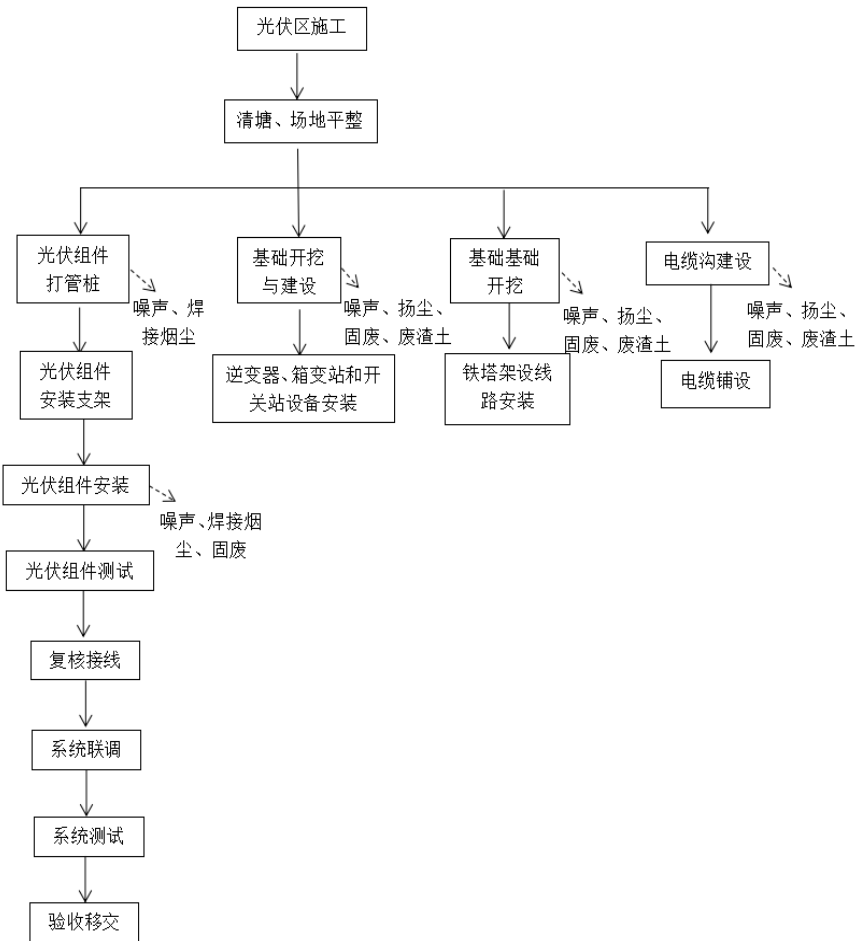 光伏区施工
清塘、场地平整
光伏组件
打管桩
噪声、焊
接烟尘
基础开挖
与建设
噪声、扬尘、
固废、废渣土
基础基础
开挖
噪声、扬尘、
固废、废渣土
电缆沟建设
噪声、扬尘、
固废、废渣土
光伏组件
安装支架
逆变器、箱变站和开
关站设备安装
铁塔架设线
路安装
电缆铺设
光伏组件安装
噪声、焊接烟
尘、固废
光伏组件测试
复核接线
系统联调
系统测试
验收移交